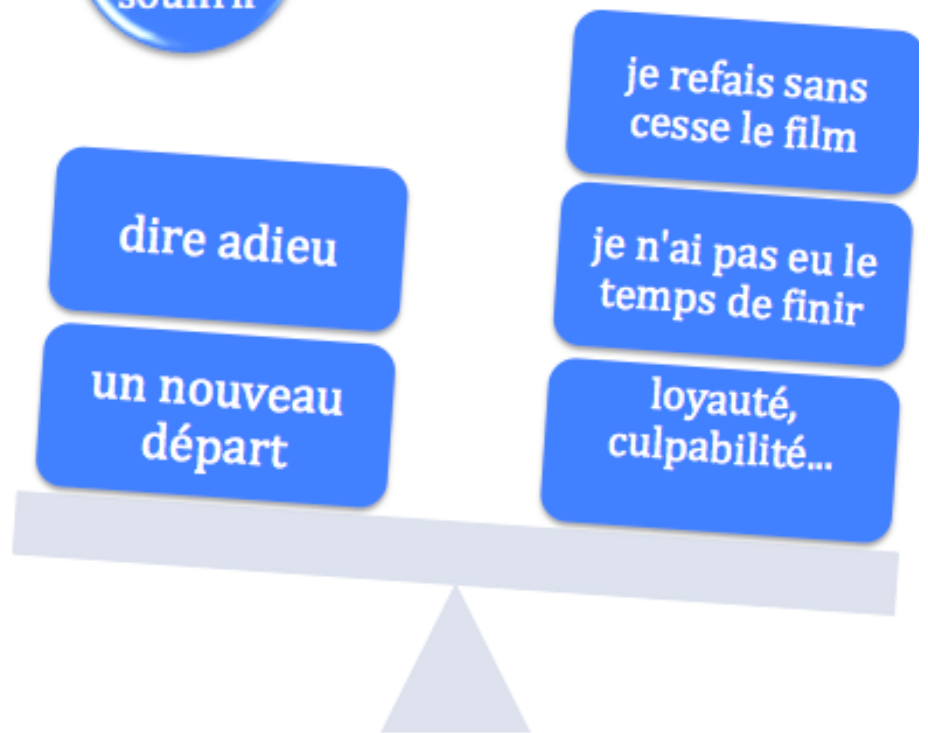 je refais sans
cesse le film
dire adieu
je n'ai pas eu le
temps de finir
un nouveau
départ
loyauté,
culpabilité...